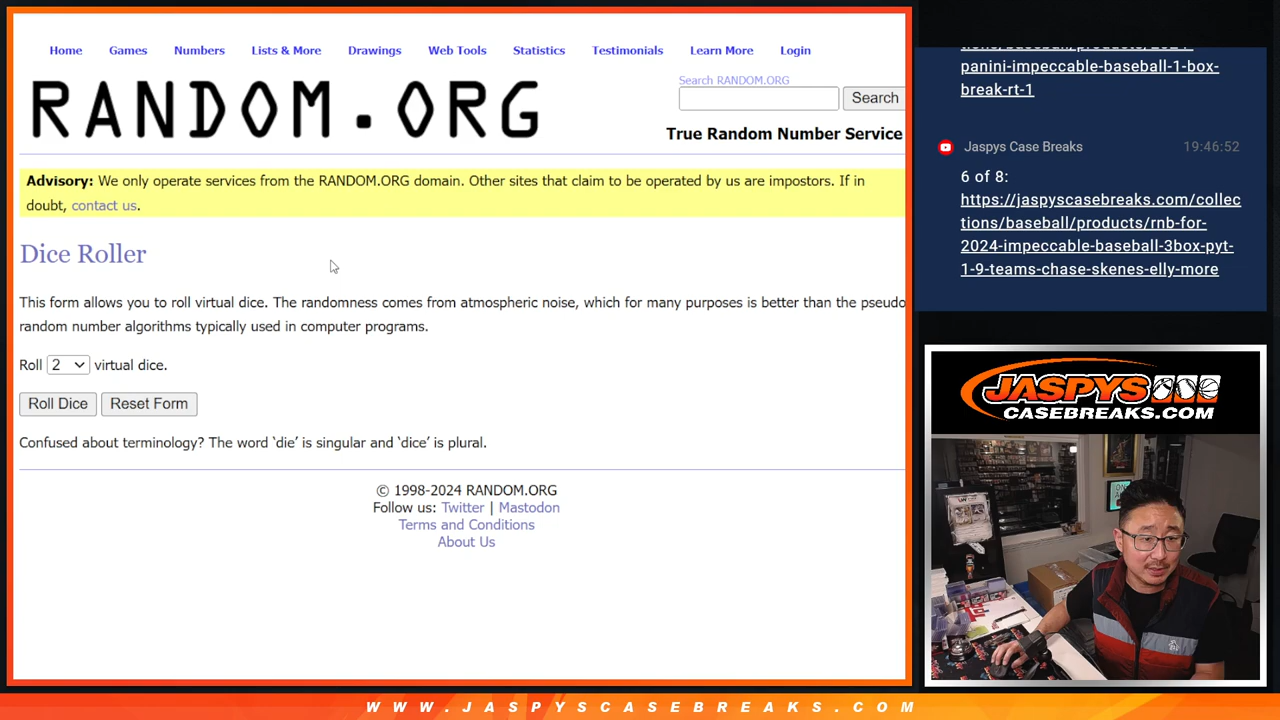 Home
Games
Numbers
Lists & More
Drawings
Web Tools
Statistics
Testimonials
Learn More
Login
RANDOM.ORG
Search RANDOM.ORG
Search
True Random Number Service
Advisory: We only operate services from the RANDOM.ORG domain. Other sites that claim to be operated by us are impostors. If in
doubt, contact us.
Dice Roller
This form allows you to roll virtual dice. The randomness comes from atmospheric noise, which for many purposes is better than the pseudo
random number algorithms typically used in computer programs.
Roll 2 virtual dice.
Roll Dice
Reset Form
Confused about terminology? The word ‘die’ is singular and ‘dice’ is plural.
© 1998-2024 RANDOM.ORG
Follow us: Twitter | Mastodon
Terms and Conditions
About Us
panini-impeccable-baseball-1-box-
break-rt-1
Jaspys Case Breaks 19:46:52
6 of 8:
https://jaspyscasebreaks.com/collec
tions/baseball/products/rnb-for-
2024-impeccable-baseball-3box-pyt-
1-9-teams-chase-skenes-elly-more
JASPYS
CASEBREAKS.COM
WWW.JASPYSCASEBREAKS.COM